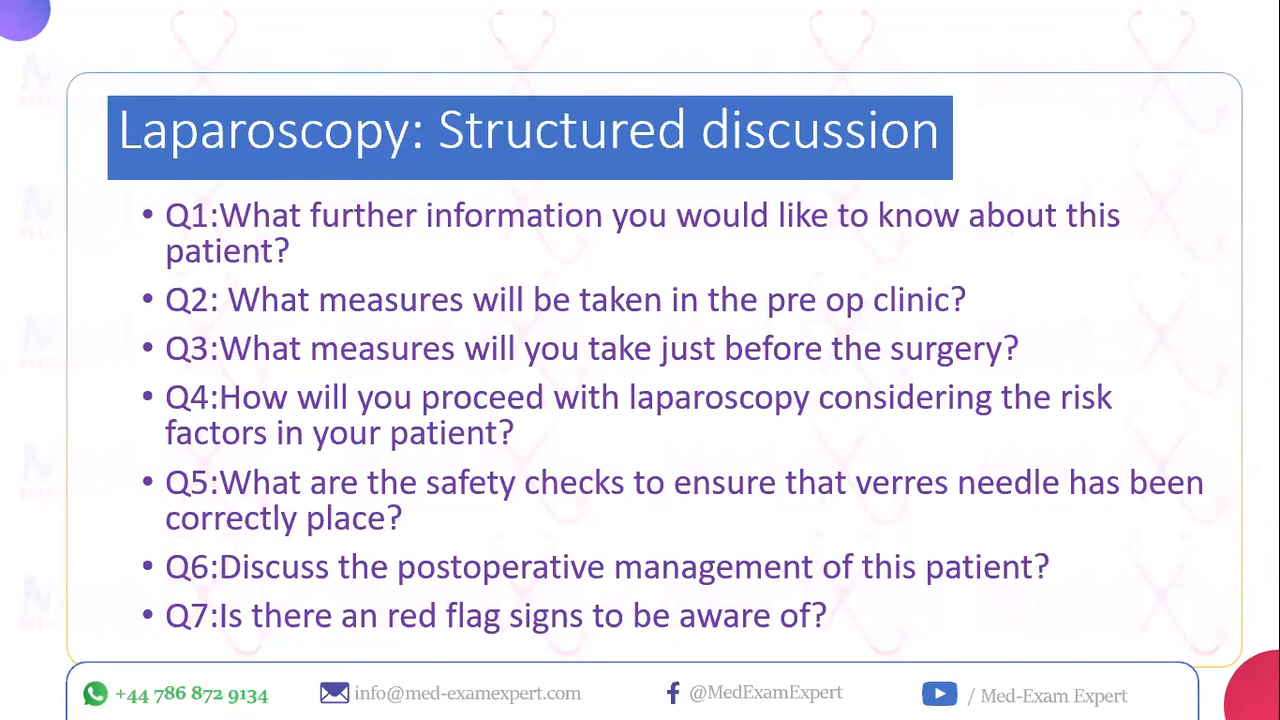 Laparoscopy: Structured discussion
• Q1:What further information you would like to know about this
patient?
• Q2: What measures will be taken in the pre op clinic?
• Q3:What measures will you take just before the surgery?
• Q4:How will you proceed with laparoscopy considering the risk
factors in your patient?
• Q5:What are the safety checks to ensure that verres needle has been
correctly place?
• Q6:Discuss the postoperative management of this patient?
• Q7:Is there an red flag signs to be aware of?
+44 786 872 9134 info@med-examexpert.com @MedExamExpert / Med-Exam Expert